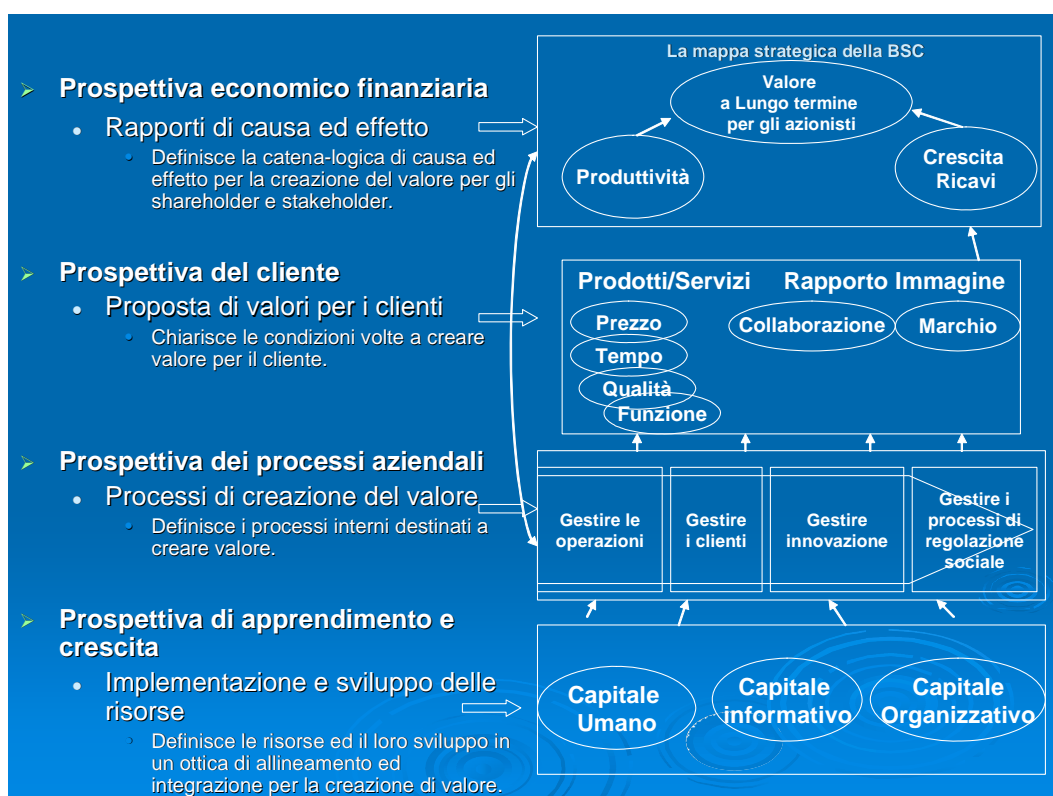 Prospettiva economico finanziaria
Rapporti di causa ed effetto
Definisce la catena-logica di causa ed
effetto per la creazione del valore per gli
shareholder e stakeholder.
Prospettiva del cliente
Proposta di valori per i clienti
Chiarisce le condizioni volte a creare
valore per il cliente.
Prospettiva dei processi aziendali
Processi di creazione del valore
Definisce i processi interni destinati a
creare valore.
Prospettiva di apprendimento e
crescita
Implementazione e sviluppo delle
risorse
Definisce le risorse ed il loro sviluppo in
un ottica di allineamento ed
integrazione per la creazione di valore.
La mappa strategica della BSC
Valore
a Lungo termine
per gli azionisti
Produttività
Crescita
Ricavi
Prodotti/Servizi
Rapporto Immagine
Prezzo
Tempo
Qualità
Funzione
Collaborazione
Marchio
Gestire le
operazioni
Gestire
i clienti
Gestire
innovazione
Gestire i
processi di
regolazione
sociale
Capitale
Umano
Capitale
informativo
Capitale
Organizzativo